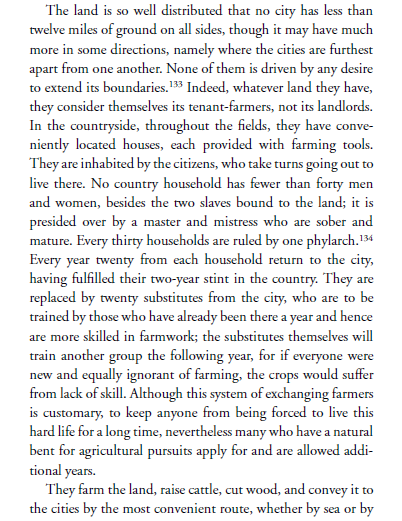 The land is so well distributed that no city has less than
twelve miles of ground on all sides, though it may have much
more in some directions, namely where the cities are furthest
apart from one another. None of them is driven by any desire
to extend its boundaries.¹³³ Indeed, whatever land they have,
they consider themselves its tenant-farmers, not its landlords.
In the countryside, throughout the fields, they have conve-
niently located houses, each provided with farming tools.
They are inhabited by the citizens, who take turns going out to
live there. No country household has fewer than forty men
and women, besides the two slaves bound to the land; it is
presided over by a master and mistress who are sober and
mature. Every thirty households are ruled by one phylarch.¹³⁴
Every year twenty from each household return to the city,
having fulfilled their two-year stint in the country. They are
replaced by twenty substitutes from the city, who are to be
trained by those who have already been there a year and hence
are more skilled in farmwork; the substitutes themselves will
train another group the following year, for if everyone were
new and equally ignorant of farming, the crops would suffer
from lack of skill. Although this system of exchanging farmers
is customary, to keep anyone from being forced to live this
hard life for a long time, nevertheless many who have a natural
bent for agricultural pursuits apply for and are allowed addi-
tional years.
They farm the land, raise cattle, cut wood, and convey it to
the cities by the most convenient route, whether by sea or by